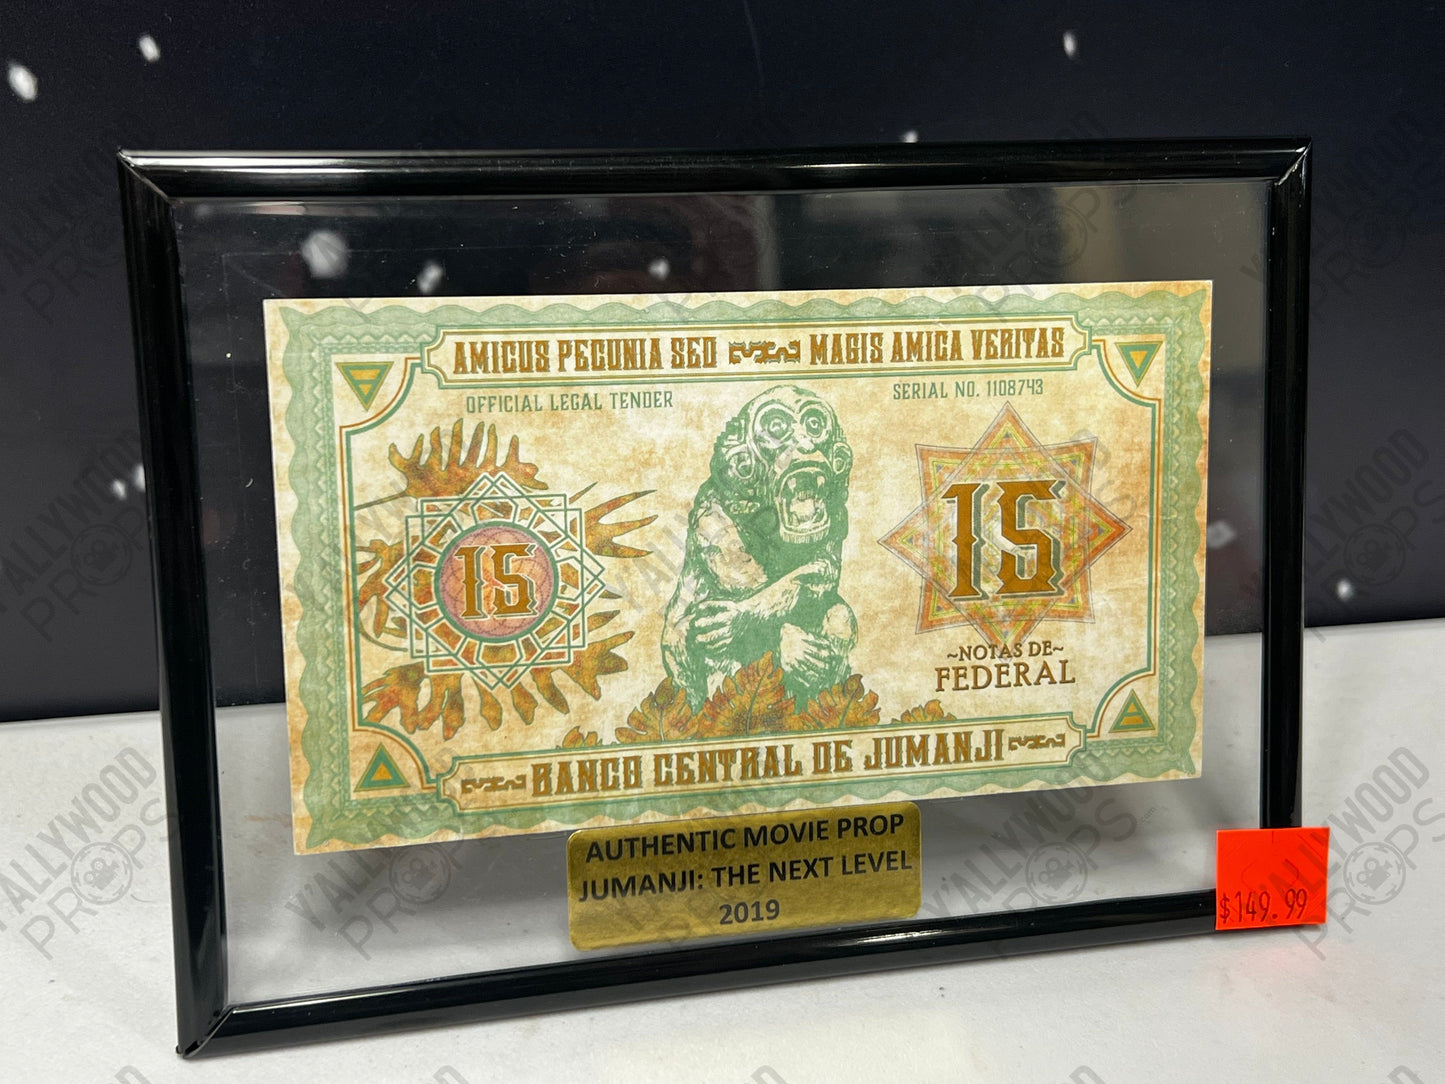 AMICUS PECUNIA SED MAGIS AMICA VERITAS
OFFICIAL LEGAL TENDER
SERIAL NO. 1108743
15
15
~NOTAS DE~
FEDERAL
BANCO CENTRAL DE JUMANJI
AUTHENTIC MOVIE PROP
JUMANJI: THE NEXT LEVEL
2019
$149.99
Y'ALLYWOOD
PROPS